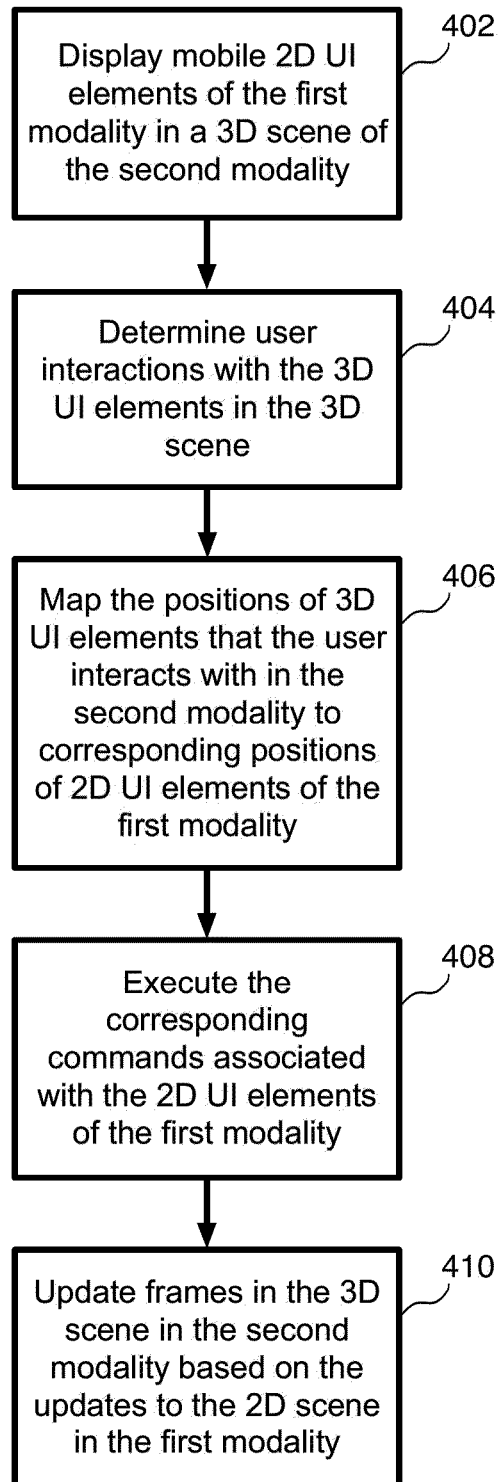 402
Display mobile 2D UI
elements of the first
modality in a 3D scene of
the second modality
404
Determine user
interactions with the 3D
UI elements in the 3D
scene
406
Map the positions of 3D
UI elements that the user
interacts with in the
second modality to
corresponding positions
of 2D UI elements of the
first modality
408
Execute the
corresponding
commands associated
with the 2D UI elements
of the first modality
410
Update frames in the 3D
scene in the second
modality based on the
updates to the 2D scene
in the first modality